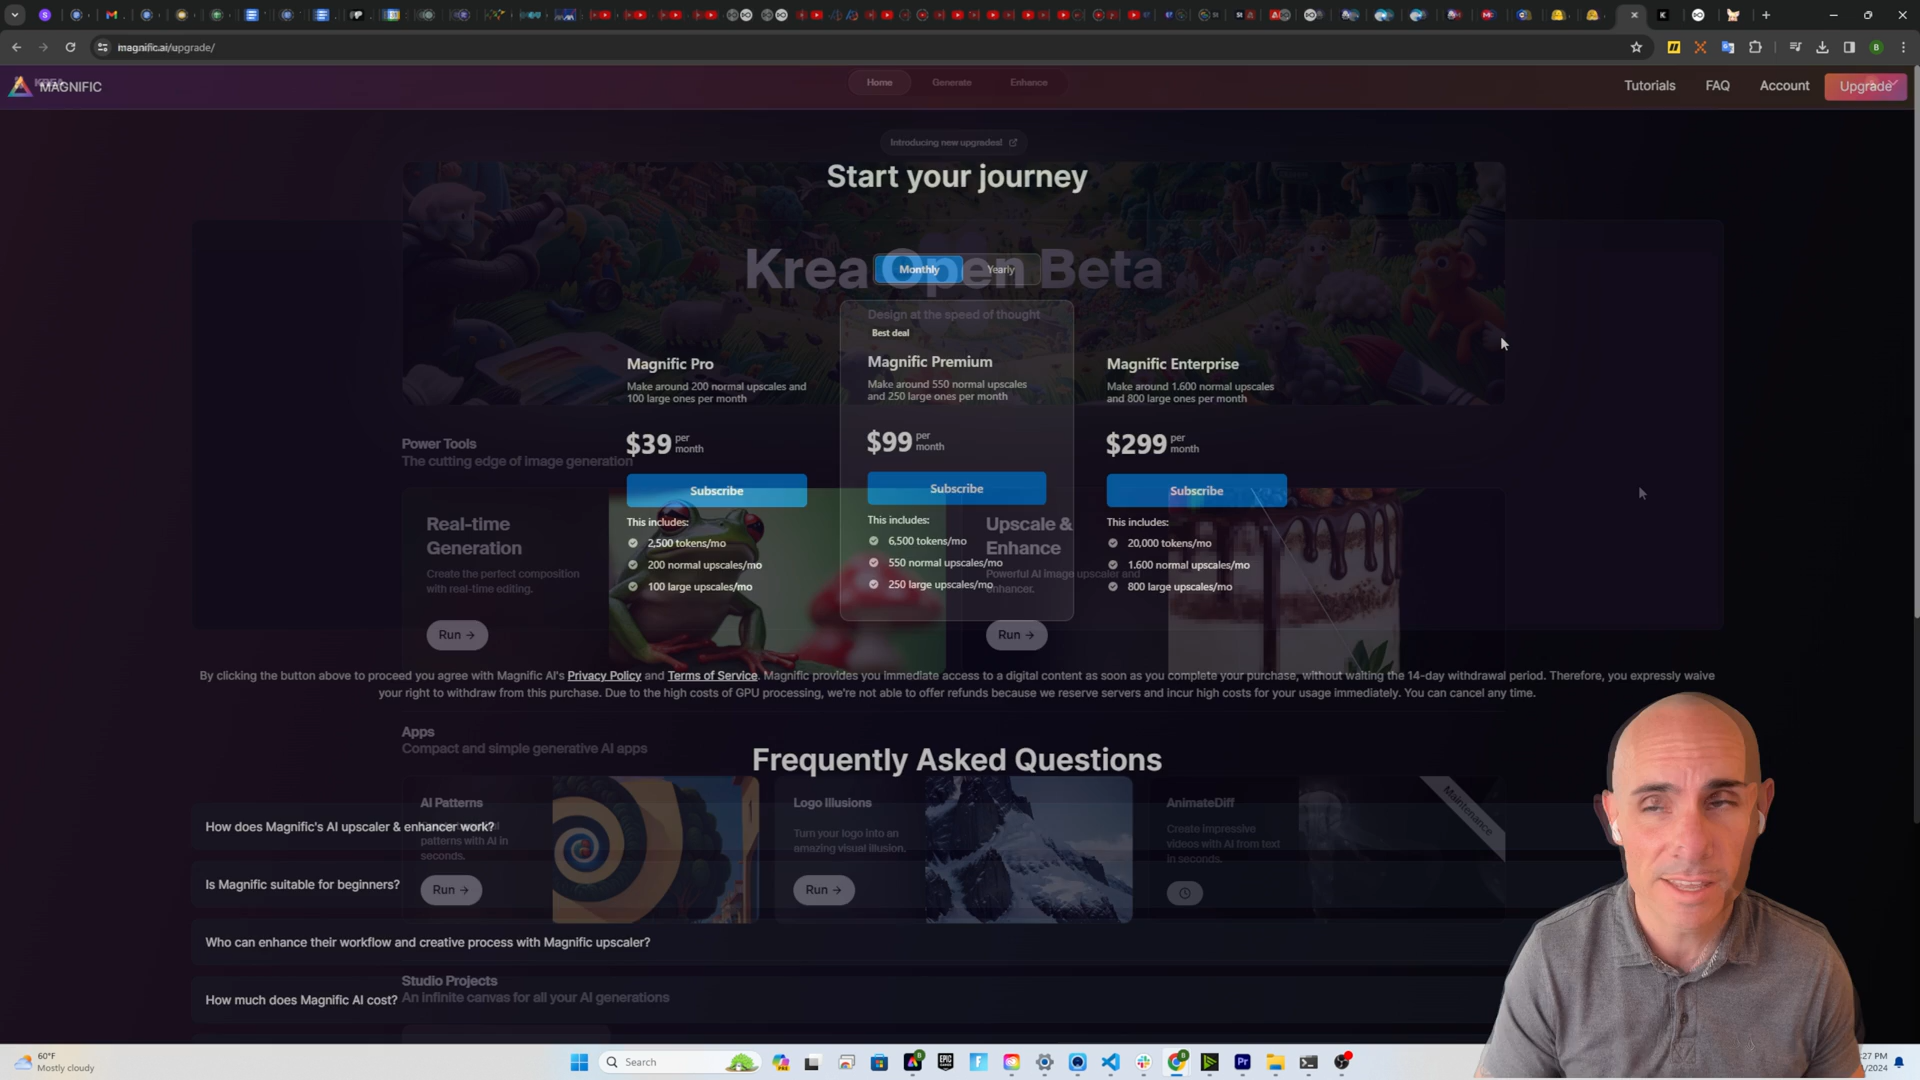 magnific.ai/upgrade/
MAGNIFIC
Home
Generate
Enhance
Tutorials
FAQ
Account
Upgrade
Introducing new upgrades!
Start your journey
Krea Open Beta
Monthly
Yearly
Design at the speed of thought
Best deal
Magnific Pro
Make around 200 normal upscales and
100 large ones per month
$39 per
month
Subscribe
This includes:
2,500 tokens/mo
200 normal upscales/mo
100 large upscales/mo
Magnific Premium
Make around 550 normal upscales
and 250 large ones per month
$99 per
month
Subscribe
This includes:
6,500 tokens/mo
550 normal upscales/mo
250 large upscales/mo
Magnific Enterprise
Make around 1.600 normal upscales
and 800 large ones per month
$299 per
month
Subscribe
This includes:
20,000 tokens/mo
1.600 normal upscales/mo
800 large upscales/mo
Power Tools
The cutting edge of image generation
Real-time
Generation
Create the perfect composition
with real-time editing.
Run →
Upscale &
Enhance
Powerful AI image upscaler and
enhancer.
Run →
By clicking the button above to proceed you agree with Magnific AI's Privacy Policy and Terms of Service. Magnific provides you immediate access to a digital content as soon as you complete your purchase, without waiting the 14-day withdrawal period. Therefore, you expressly waive
your right to withdraw from this purchase. Due to the high costs of GPU processing, we're not able to offer refunds because we reserve servers and incur high costs for your usage immediately. You can cancel any time.
Apps
Compact and simple generative AI apps
Frequently Asked Questions
AI Patterns
patterns with AI in
seconds.
Run →
Logo Illusions
Turn your logo into an
amazing visual illusion.
Run →
AnimateDiff
Create impressive
videos with AI from text
in seconds.
Maintenance
How does Magnific's AI upscaler & enhancer work?
Is Magnific suitable for beginners?
Who can enhance their workflow and creative process with Magnific upscaler?
Studio Projects
An infinite canvas for all your AI generations
How much does Magnific AI cost?
60°F
Mostly cloudy
Search
:27 PM
/2024